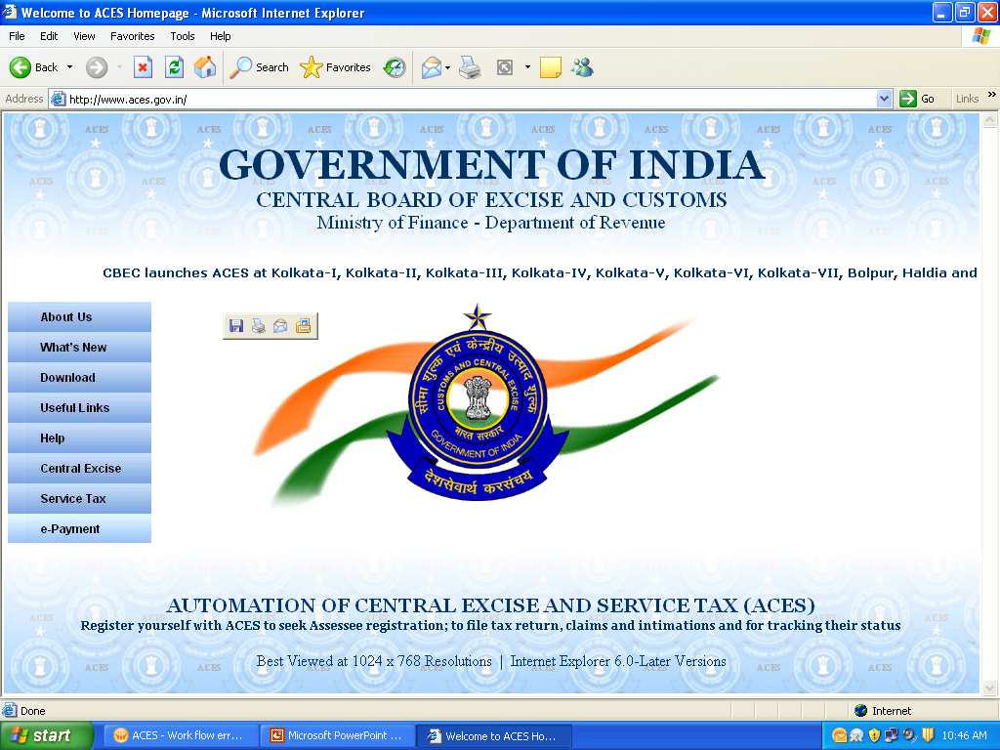 Welcome to ACES Homepage - Microsoft Internet Explorer
File Edit View Favorites Tools Help
Back Search Favorites
Address http://www.aces.gov.in/ Go Links »
GOVERNMENT OF INDIA
CENTRAL BOARD OF EXCISE AND CUSTOMS
Ministry of Finance - Department of Revenue
CBEC launches ACES at Kolkata-I, Kolkata-II, Kolkata-III, Kolkata-IV, Kolkata-V, Kolkata-VI, Kolkata-VII, Bolpur, Haldia and
About Us
What's New
Download
Useful Links
Help
Central Excise
Service Tax
e-Payment
सीमा शुल्क एवं केन्द्रीय उत्पाद शुल्क
CUSTOMS AND CENTRAL EXCISE
भारत सरकार
GOVERNMENT OF INDIA
देशसेवार्थ करसंचय
AUTOMATION OF CENTRAL EXCISE AND SERVICE TAX (ACES)
Register yourself with ACES to seek Assessee registration; to file tax return, claims and intimations and for tracking their status
Best Viewed at 1024 x 768 Resolutions | Internet Explorer 6.0-Later Versions
Done Internet
start ACES - Work flow err... Microsoft PowerPoint ... Welcome to ACES Ho... 10:46 AM